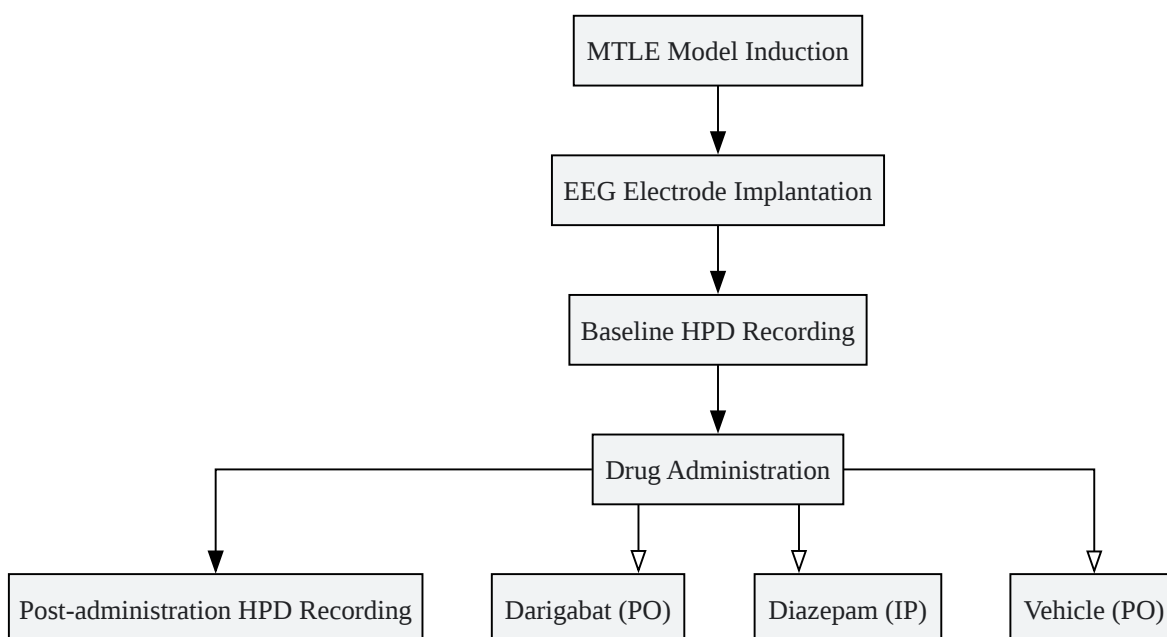 MTLE Model Induction
EEG Electrode Implantation
Baseline HPD Recording
Drug Administration
Post-administration HPD Recording
Darigabat (PO)
Diazepam (IP)
Vehicle (PO)